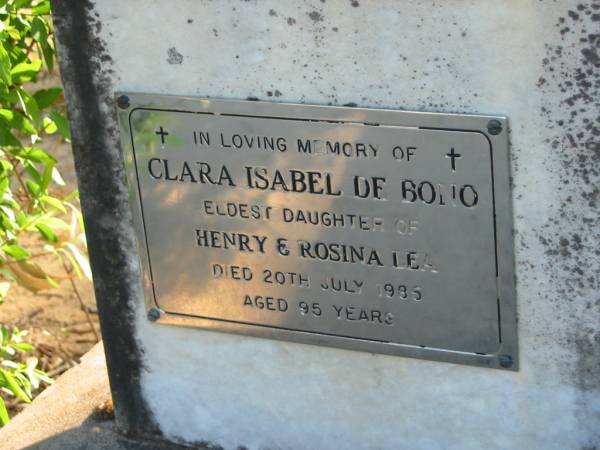 IN LOVING MEMORY OF
CLARA ISABEL DE BONO
ELDEST DAUGHTER OF
HENRY & ROSINA LEA
DIED 20TH JULY 1985
AGED 95 YEARS